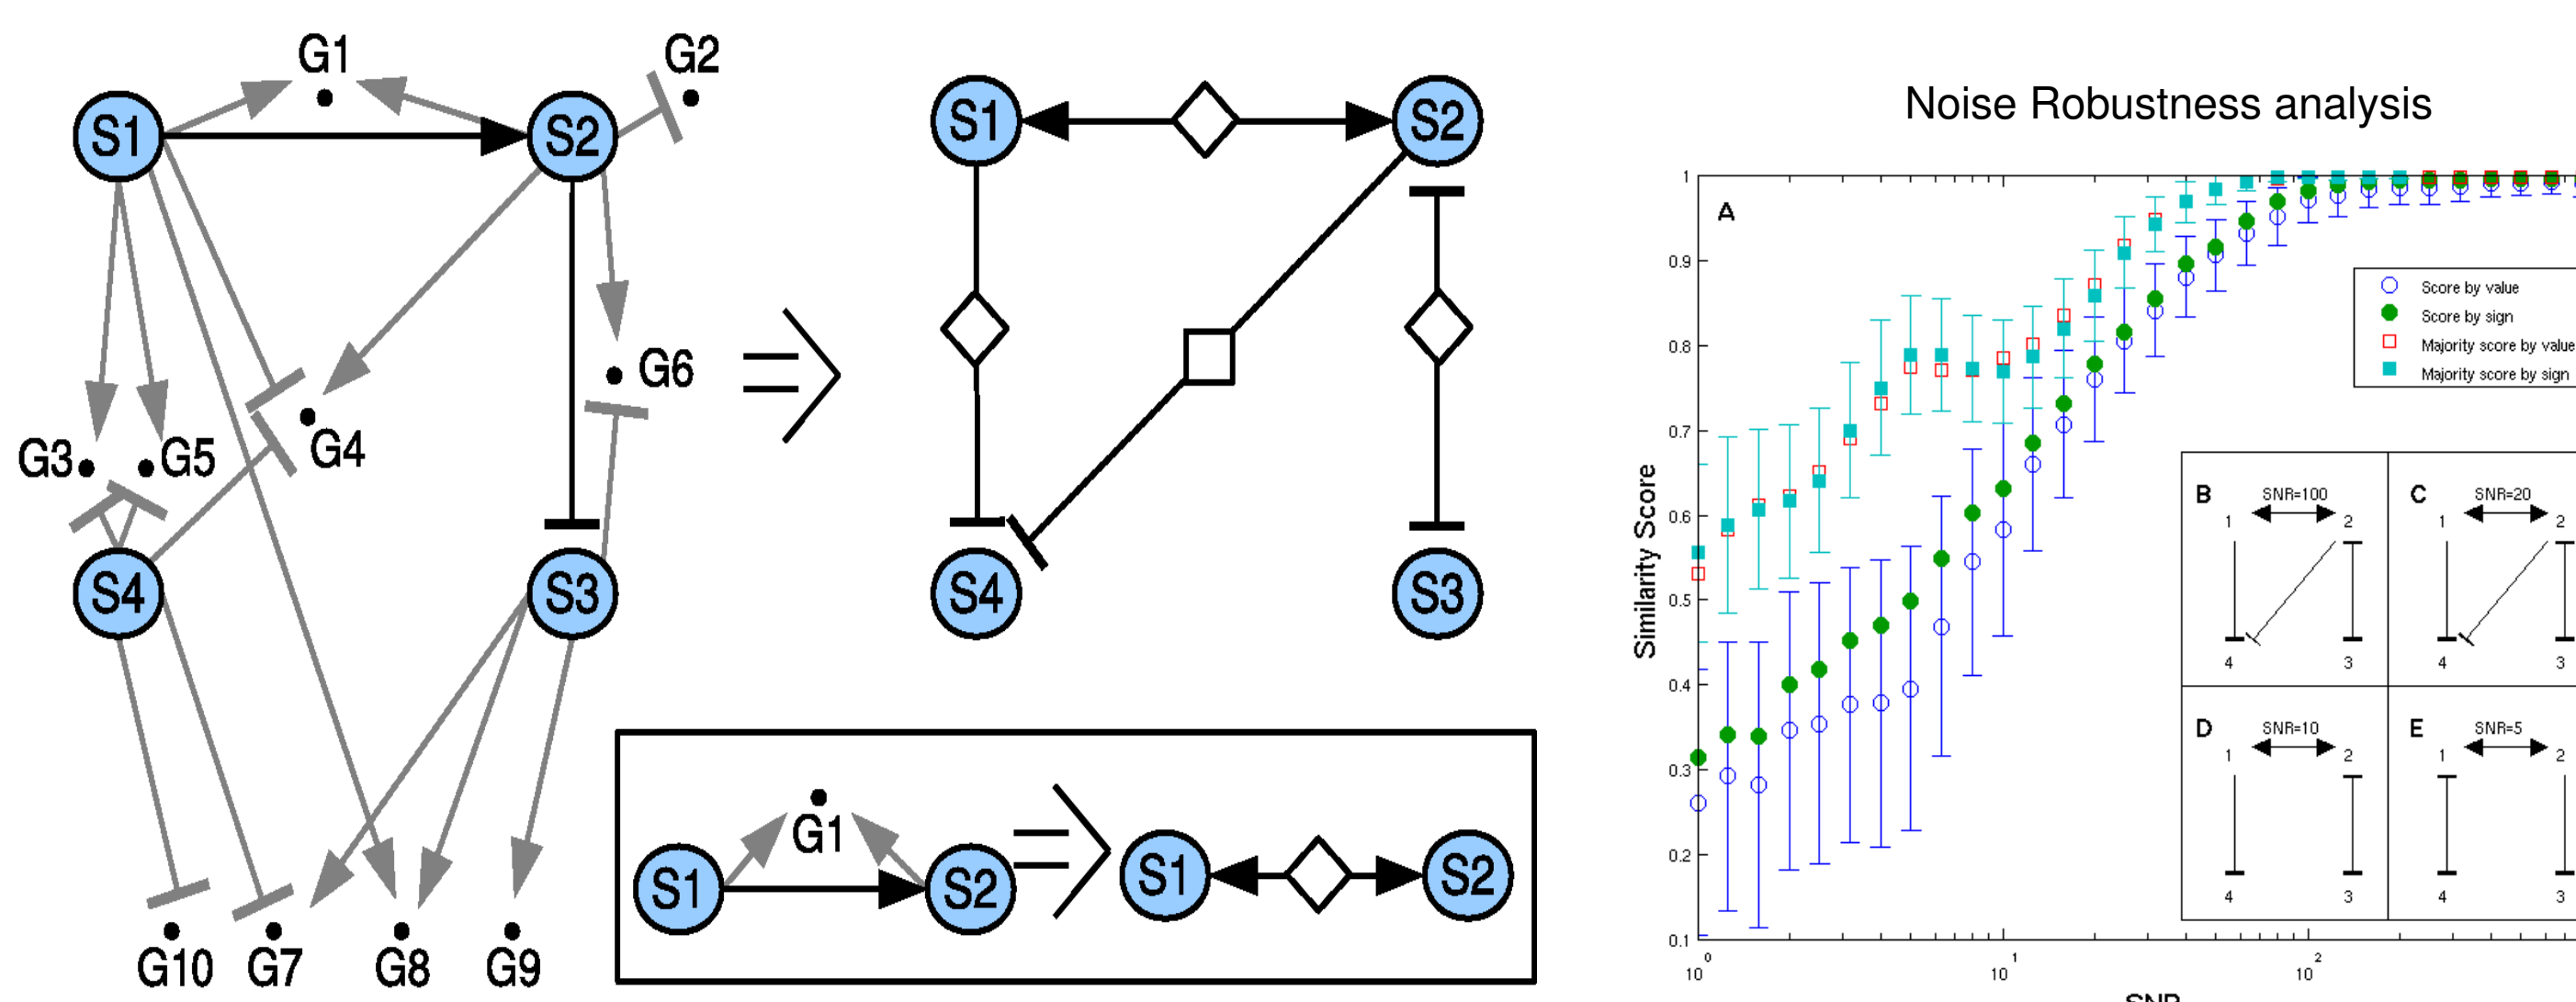 G1
G2
S1
S2
G6
G3
G5
G4
S4
S3
G10
G7
G8
G9
S1
S2
S4
S3
S1
G1
S2
S1
S2
Noise Robustness analysis
A
Similarity Score
1
0.9
0.8
0.7
0.6
0.5
0.4
0.3
0.2
0.1
Score by value
Score by sign
Majority score by value
Majority score by sign
B SNR=100
1 2
4 3
C SNR=20
1 2
4 3
D SNR=10
1 2
4 3
E SNR=5
1 2
4 3
10^0 10^1 10^2
SNR